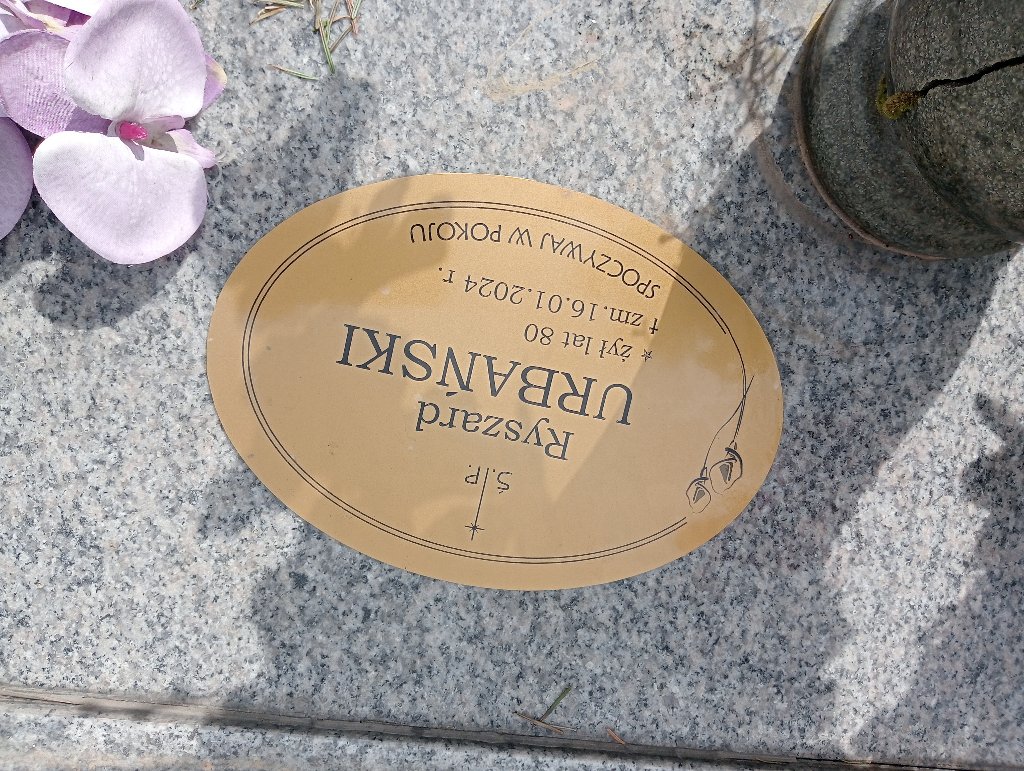 Ś.P.
Ryszard
URBAŃSKI
* żył lat 80
† zm. 16.01.2024 r.
SPOCZYWAJ W POKOJU